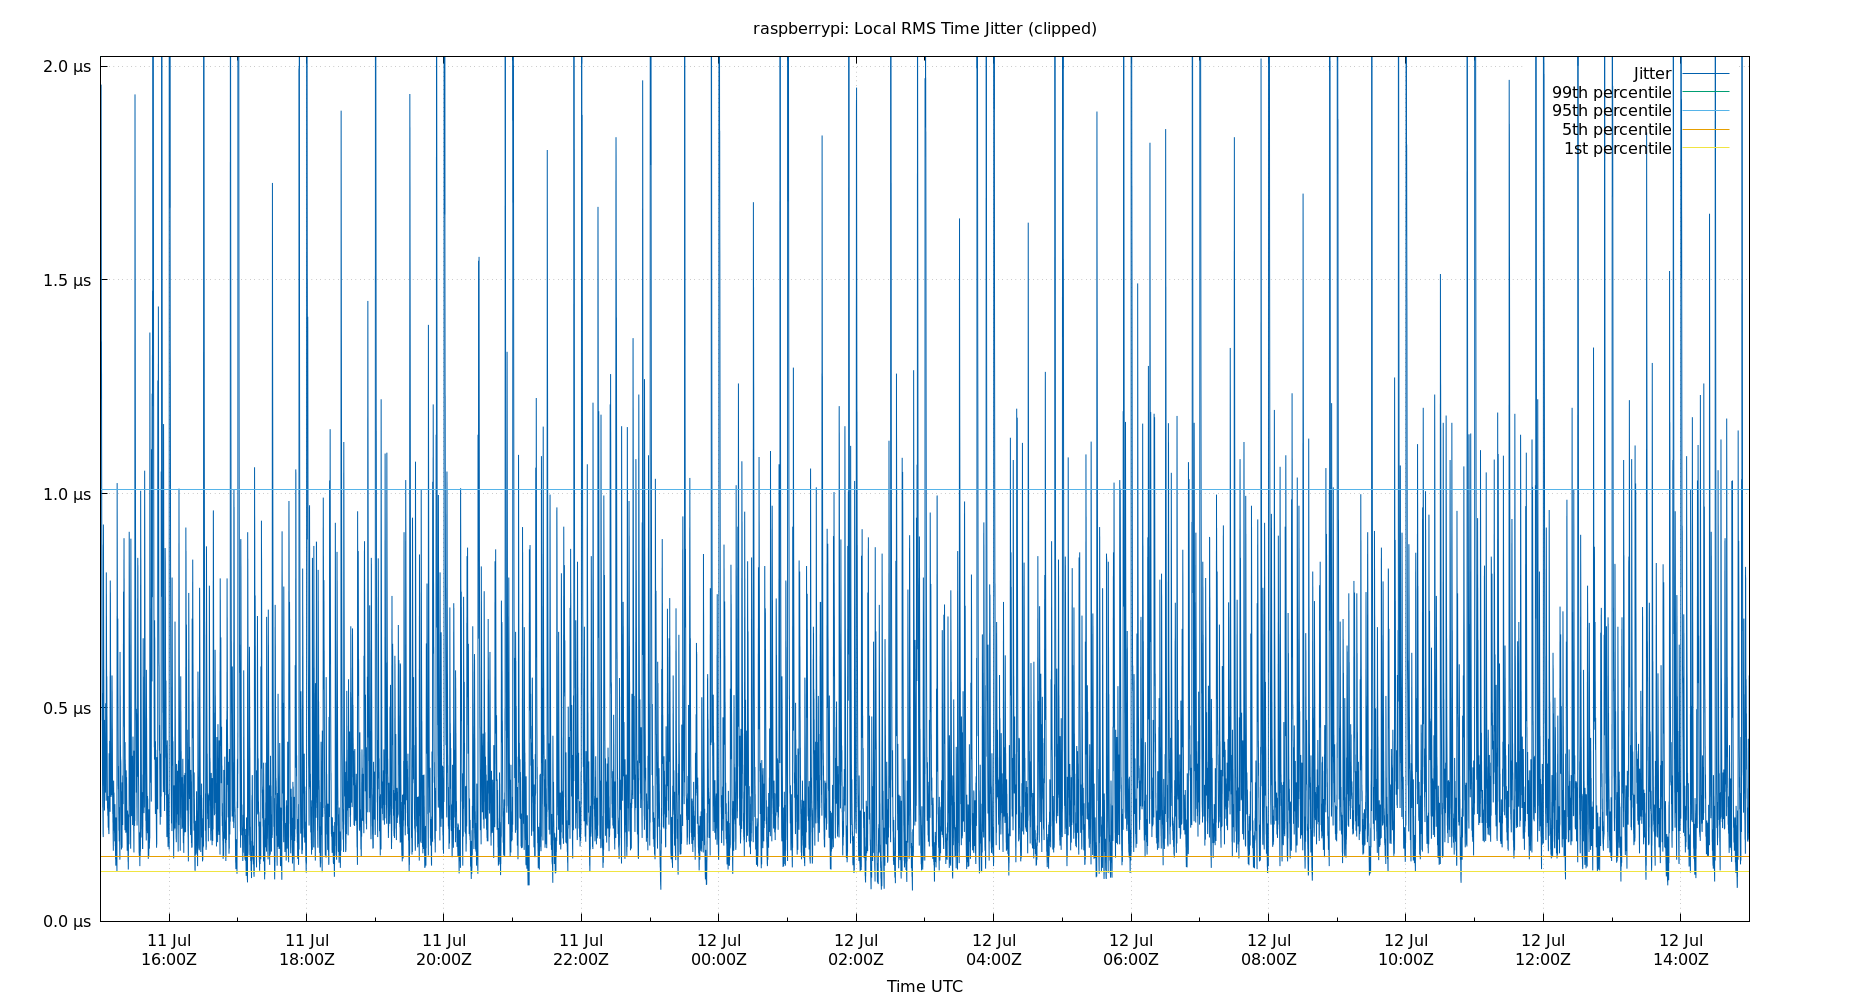 raspberrypi: Local RMS Time Jitter (clipped)
2.0 µs
1.5 µs
1.0 µs
0.5 µs
0.0 µs
Jitter
99th percentile
95th percentile
5th percentile
1st percentile
11 Jul 11 Jul 11 Jul 11 Jul 12 Jul 12 Jul 12 Jul 12 Jul 12 Jul 12 Jul 12 Jul 12 Jul
16:00Z 18:00Z 20:00Z 22:00Z 00:00Z 02:00Z 04:00Z 06:00Z 08:00Z 10:00Z 12:00Z 14:00Z
Time UTC